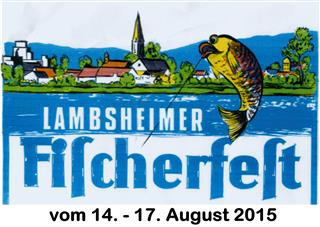 LAMBSHEIMER
Fiſcherfeſt
vom 14. - 17. August 2015